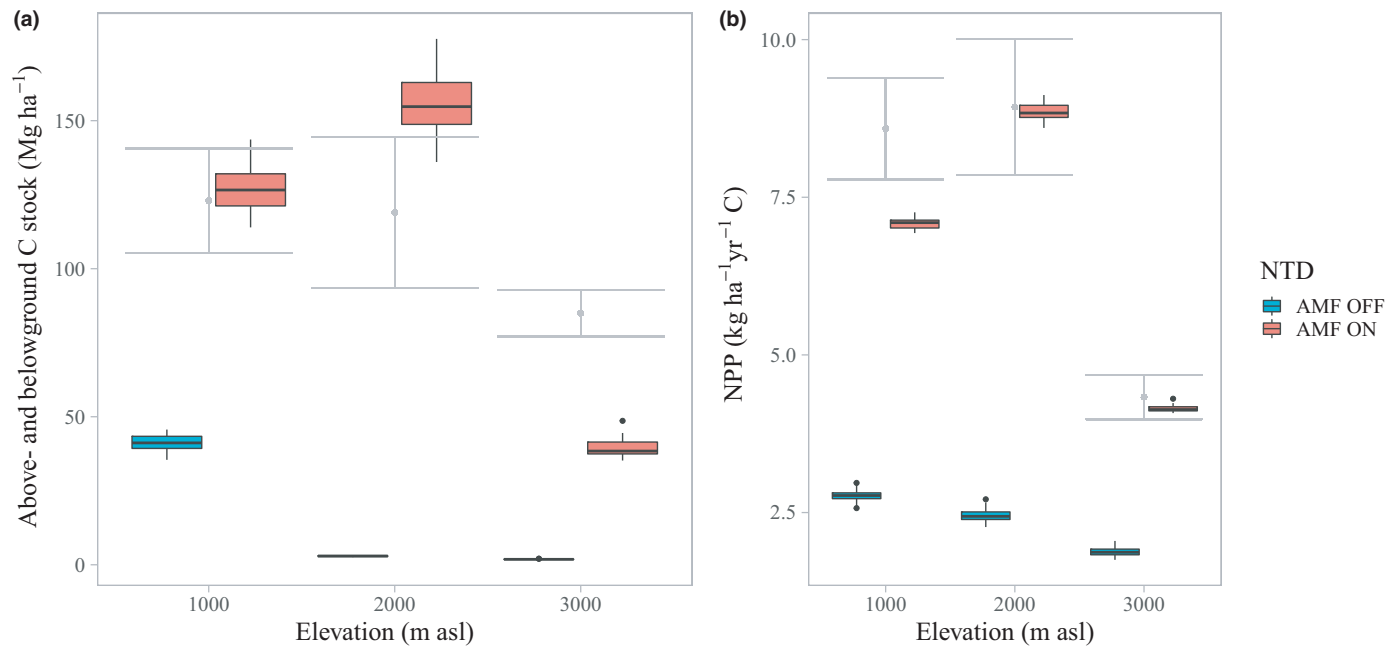 (a)
Above- and belowground C stock (Mg ha⁻¹)
150
100
50
0
1000
2000
3000
Elevation (m asl)
(b)
NPP (kg ha⁻¹yr⁻¹ C)
10.0
7.5
5.0
2.5
1000
2000
3000
Elevation (m asl)
NTD
AMF OFF
AMF ON